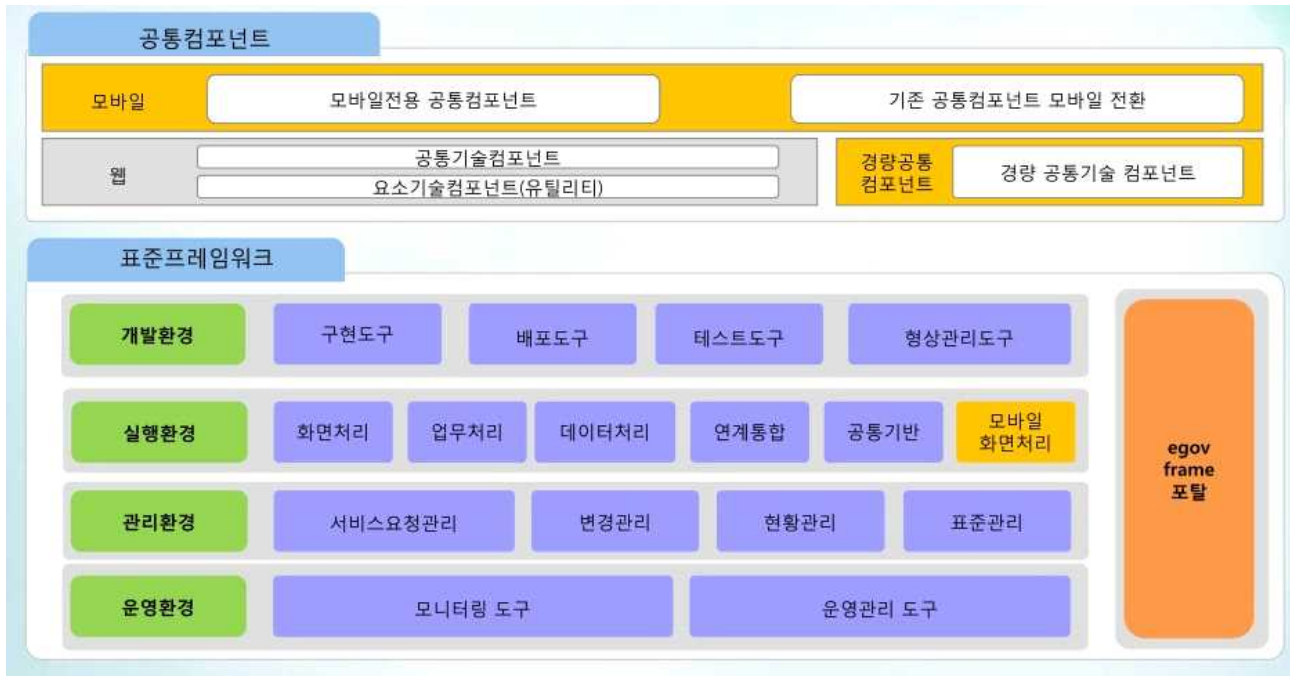 공통컴포넌트
모바일
모바일전용 공통컴포넌트
기존 공통컴포넌트 모바일 전환
웹
공통기술컴포넌트
요소기술컴포넌트(유틸리티)
경량공통
컴포넌트
경량 공통기술 컴포넌트
표준프레임워크
개발환경
구현도구
배포도구
테스트도구
형상관리도구
실행환경
화면처리
업무처리
데이터처리
연계통합
공통기반
모바일
화면처리
관리환경
서비스요청관리
변경관리
현황관리
표준관리
운영환경
모니터링 도구
운영관리 도구
egov
frame
포탈